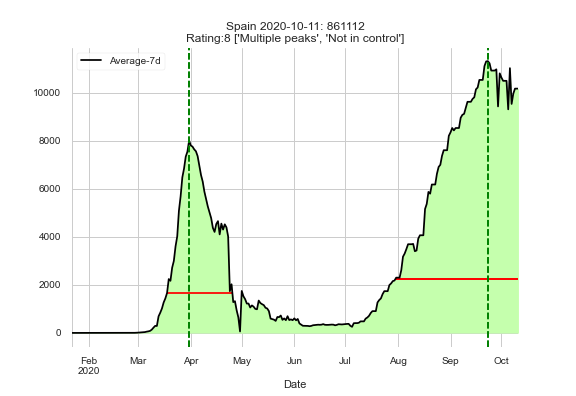 Spain 2020-10-11: 861112
Rating:8 ['Multiple peaks', 'Not in control']
Average-7d
10000
8000
6000
4000
2000
0
Feb Mar Apr May Jun Jul Aug Sep Oct
2020
Date